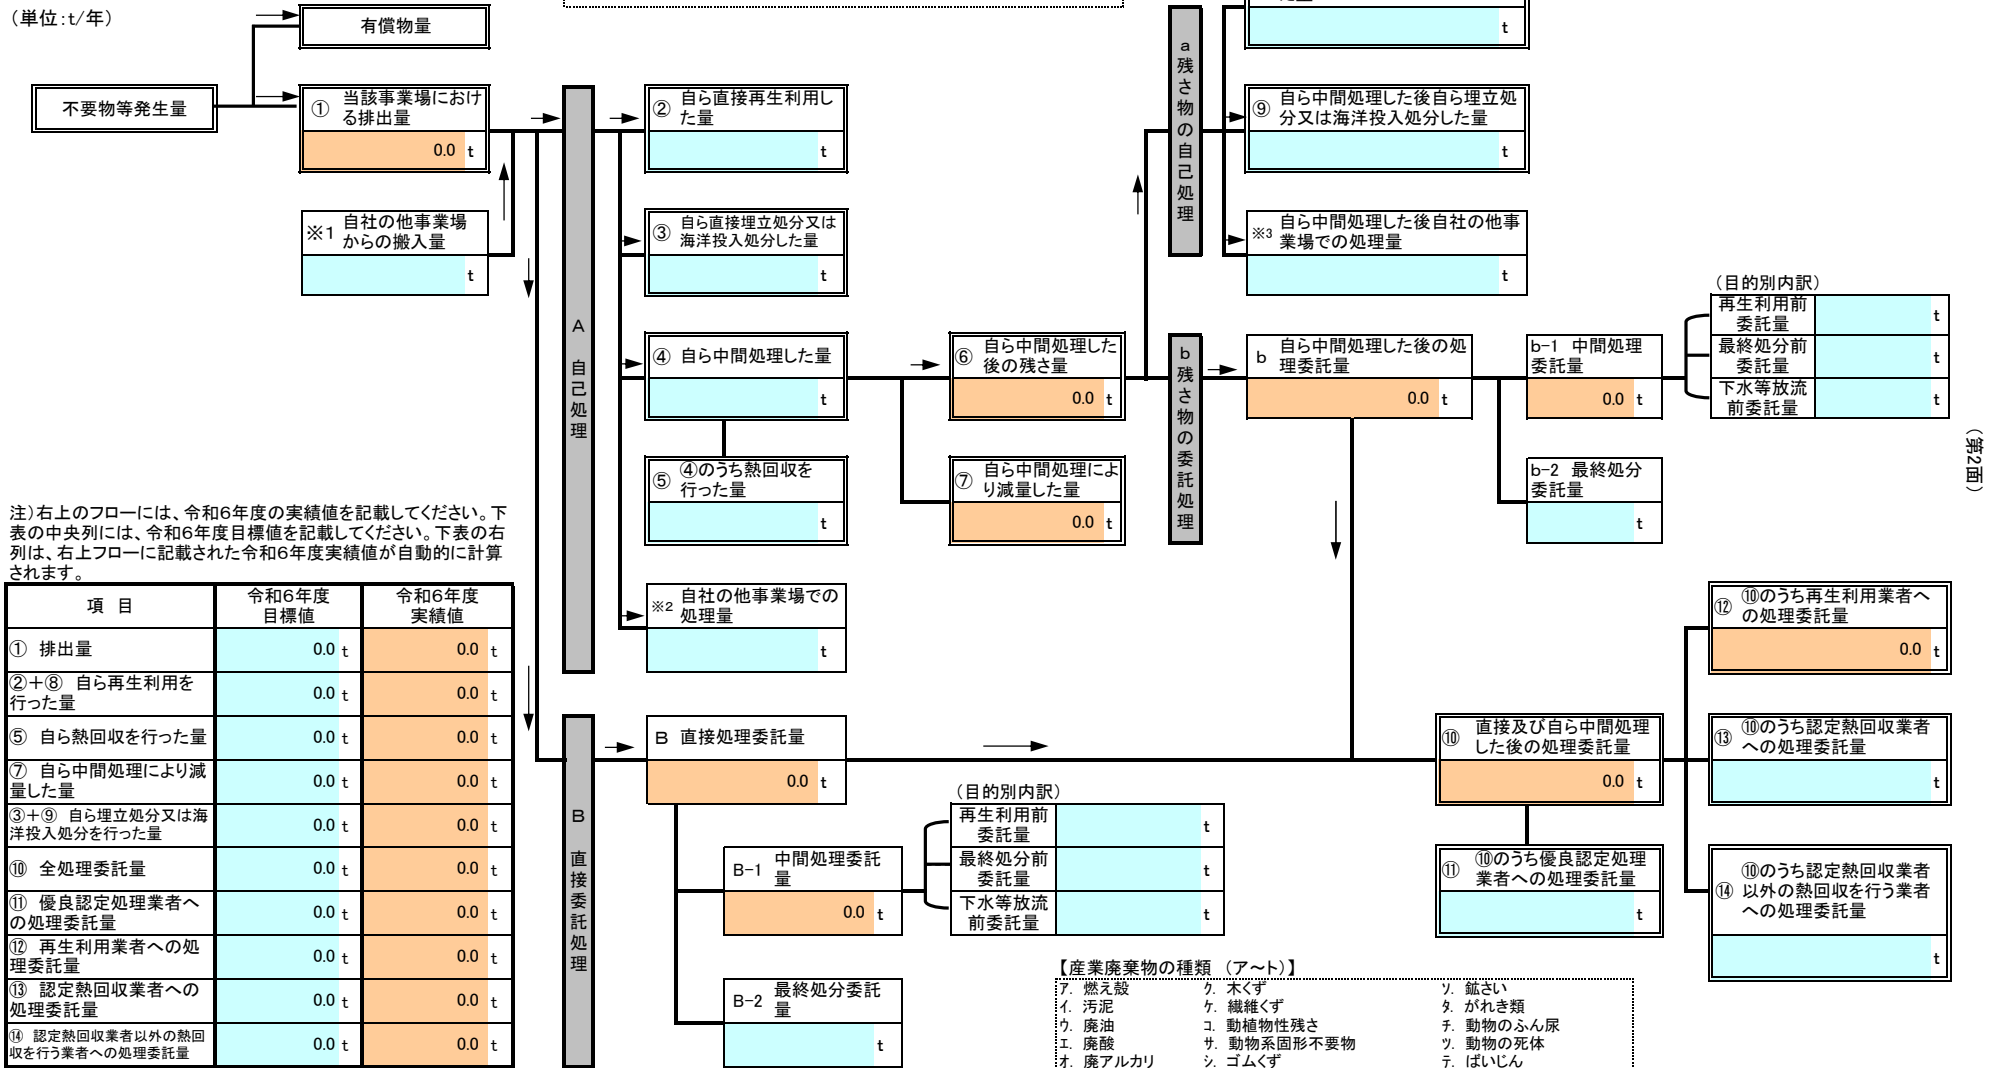 （単位：t/年）
有償物量
不要物等発生量
① 当該事業場におけ
る排出量
0.0 t
※1 自社の他事業場
からの搬入量
t
A 自己処理
② 自ら直接再生利用し
た量
t
③ 自ら直接埋立処分又は
海洋投入処分した量
t
④ 自ら中間処理した量
t
⑤ ④のうち熱回収を
行った量
t
※2 自社の他事業場での
処理量
t
⑥ 自ら中間処理した
後の残さ量
0.0 t
⑦ 自ら中間処理によ
り減量した量
0.0 t
a 残さ物の自己処理
t
⑨ 自ら中間処理した後自ら埋立処
分又は海洋投入処分した量
t
※3 自ら中間処理した後自社の他事
業場での処理量
t
b 残さ物の委託処理
b 自ら中間処理した後の処
理委託量
0.0 t
b-1 中間処理
委託量
0.0 t
b-2 最終処分
委託量
t
（目的別内訳）
再生利用前
委託量
t
最終処分前
委託量
t
下水等放流
前委託量
t
（第2面）
注）右上のフローには、令和６年度の実績値を記載してください。下
表の中央列には、令和６年度目標値を記載してください。下表の右
列は、右上フローに記載された令和６年度実績値が自動的に計算
されます。
項 目 令和６年度
目標値 令和６年度
実績値
① 排出量 0.0 t 0.0 t
②＋⑧ 自ら再生利用を
行った量 0.0 t 0.0 t
⑤ 自ら熱回収を行った量 0.0 t 0.0 t
⑦ 自ら中間処理により減
量した量 0.0 t 0.0 t
③＋⑨ 自ら埋立処分又は海
洋投入処分を行った量 0.0 t 0.0 t
⑩ 全処理委託量 0.0 t 0.0 t
⑪ 優良認定処理業者へ
の処理委託量 0.0 t 0.0 t
⑫ 再生利用業者への処
理委託量 0.0 t 0.0 t
⑬ 認定熱回収業者への
処理委託量 0.0 t 0.0 t
⑭ 認定熱回収業者以外の熱回
収を行う業者への処理委託量 0.0 t 0.0 t
B 直接委託処理
B 直接処理委託量
0.0 t
B-1 中間処理委託
量
0.0 t
B-2 最終処分委託
量
t
（目的別内訳）
再生利用前
委託量
t
最終処分前
委託量
t
下水等放流
前委託量
t
⑩ 直接及び自ら中間処理
した後の処理委託量
0.0 t
⑪ ⑩のうち優良認定処理
業者への処理委託量
t
⑫ ⑩のうち再生利用業者へ
の処理委託量
0.0 t
⑬ ⑩のうち認定熱回収業者
への処理委託量
t
⑭ ⑩のうち認定熱回収業者
以外の熱回収を行う業者
への処理委託量
t
【産業廃棄物の種類 （ア～ト）】
ア. 燃え殻 ク. 木くず ソ. 鉱さい
イ. 汚泥 ケ. 繊維くず タ. がれき類
ウ. 廃油 コ. 動植物性残さ チ. 動物のふん尿
エ. 廃酸 サ. 動物系固形不要物 ツ. 動物の死体
オ. 廃アルカリ シ. ゴムくず テ. ばいじん